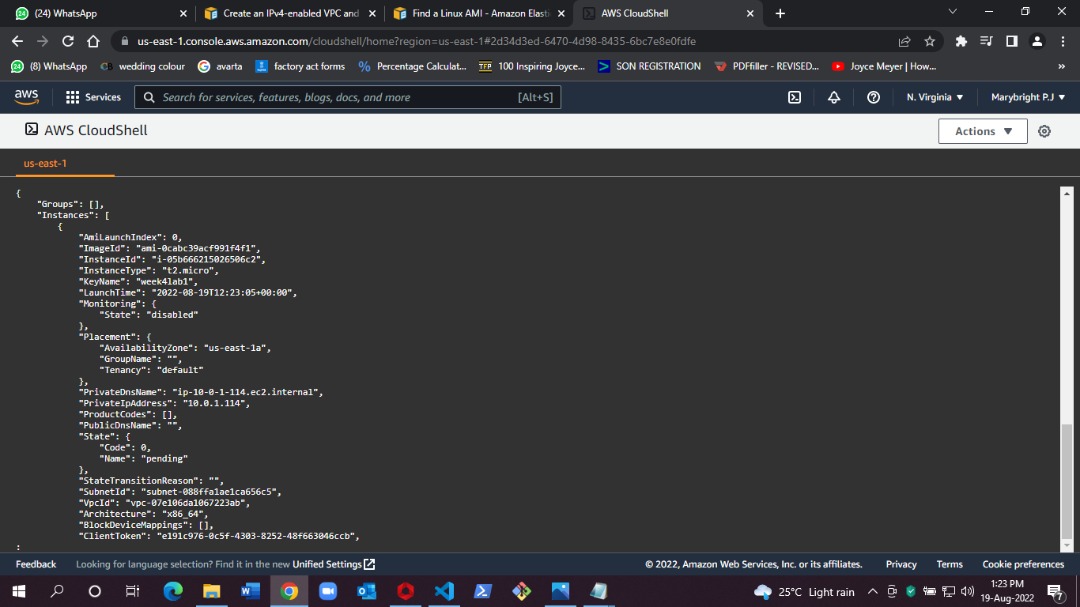 (24) WhatsApp
Create an IPv4-enabled VPC and
Find a Linux AMI - Amazon Elasti
AWS CloudShell
us-east-1.console.aws.amazon.com/cloudshell/home?region=us-east-1#2d34d3ed-6470-4d98-8435-6bc7e8e0fdfe
(8) WhatsApp
wedding colour
avarta
factory act forms
Percentage Calculat...
100 Inspiring Joyce...
SON REGISTRATION
PDFfiller - REVISED...
Joyce Meyer | How...
»
aws
Services
Search for services, features, blogs, docs, and more [Alt+S]
N. Virginia ▼
Marybright P.J ▼
AWS CloudShell
Actions ▼
us-east-1
{
"Groups": [],
"Instances": [
{
"AmiLaunchIndex": 0,
"ImageId": "ami-0cabc39acf991f4f1",
"InstanceId": "i-05b666215026506c2",
"InstanceType": "t2.micro",
"KeyName": "week4lab1",
"LaunchTime": "2022-08-19T12:23:05+00:00",
"Monitoring": {
"State": "disabled"
},
"Placement": {
"AvailabilityZone": "us-east-1a",
"GroupName": "",
"Tenancy": "default"
},
"PrivateDnsName": "ip-10-0-1-114.ec2.internal",
"PrivateIpAddress": "10.0.1.114",
"ProductCodes": [],
"PublicDnsName": "",
"State": {
"Code": 0,
"Name": "pending"
},
"StateTransitionReason": "",
"SubnetId": "subnet-088ffa1ae1ca656c5",
"VpcId": "vpc-07e106da1067223ab",
"Architecture": "x86_64",
"BlockDeviceMappings": [],
"ClientToken": "e191c976-0c5f-4303-8252-48f663046ccb",
:
Feedback
Looking for language selection? Find it in the new Unified Settings
© 2022, Amazon Web Services, Inc. or its affiliates.
Privacy
Terms
Cookie preferences
25°C Light rain
1:23 PM
19-Aug-2022
7